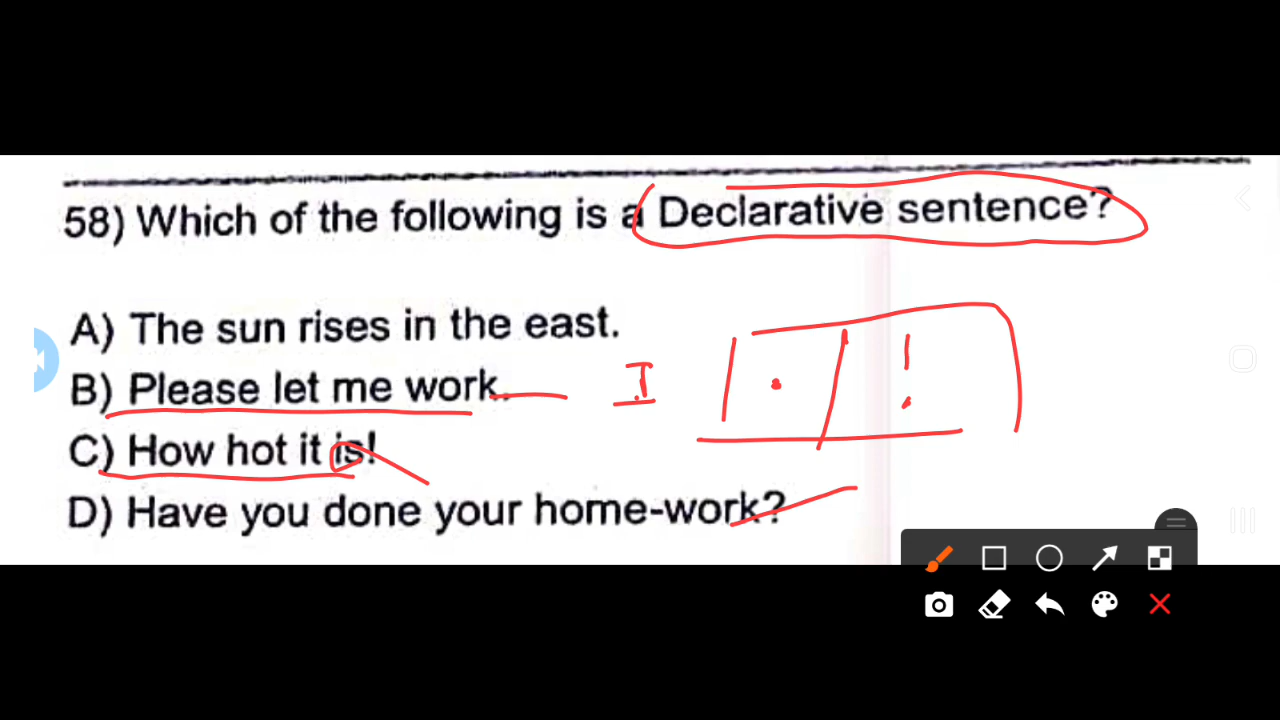 58) Which of the following is a Declarative sentence?
A) The sun rises in the east.
B) Please let me work.
I . !
C) How hot it is!
D) Have you done your home-work?